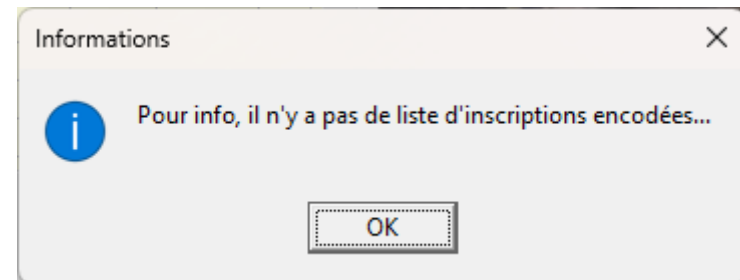 Informations
Pour info, il n'y a pas de liste d'inscriptions encodées...
OK